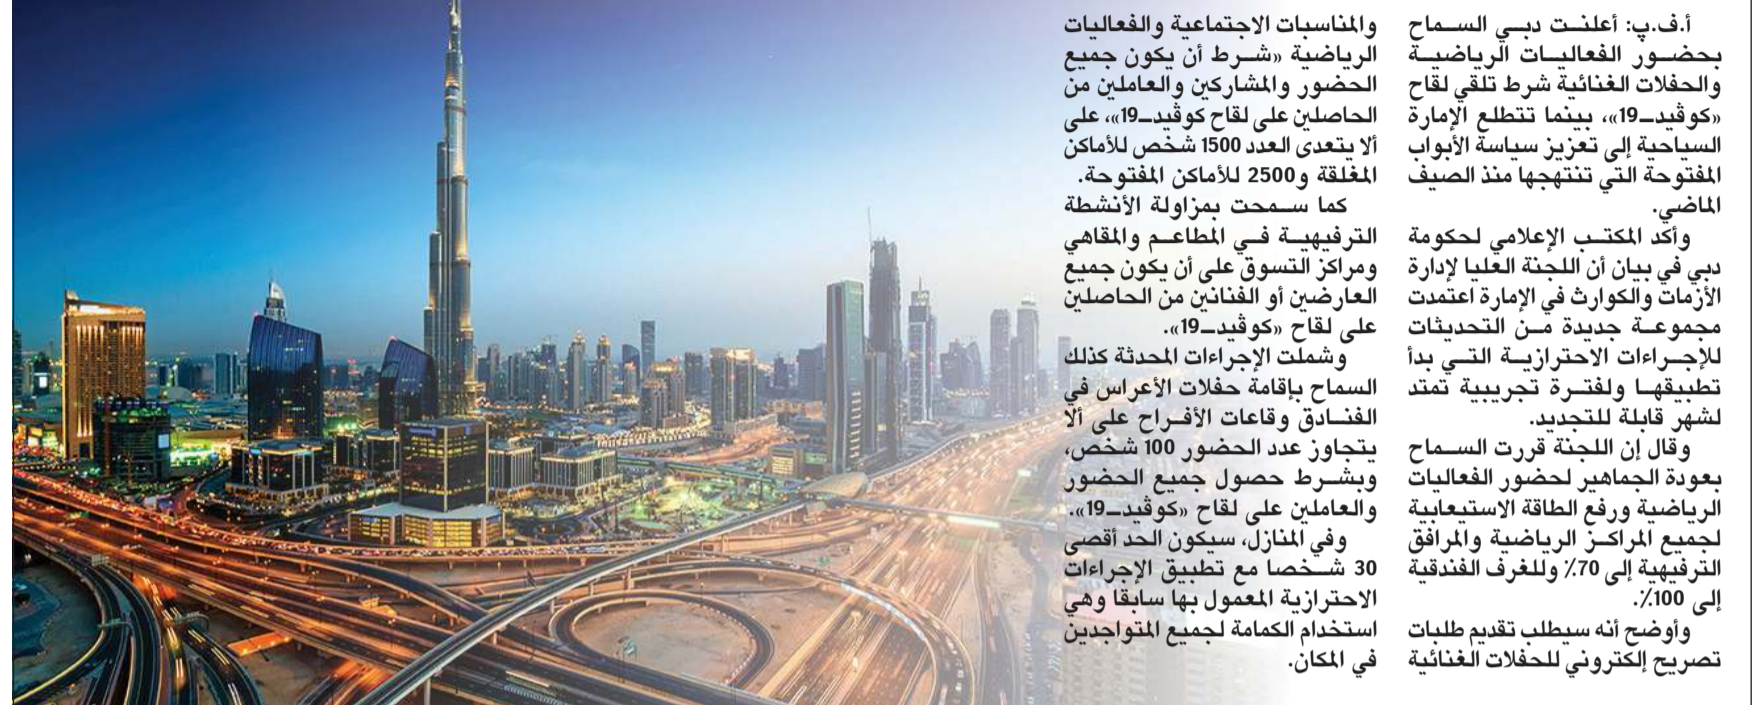 أ.ف.پ: أعلنت دبي السماح
بحضور الفعاليات الرياضية
والحفلات الغنائية شرط تلقي لقاح
«كوڤيد-19»، بينما تتطلع الإمارة
السياحية إلى تعزيز سياسة الأبواب
المفتوحة التي تنتهجها منذ الصيف
الماضي.
وأكد المكتب الإعلامي لحكومة
دبي في بيان أن اللجنة العليا لإدارة
الأزمات والكوارث في الإمارة اعتمدت
مجموعة جديدة من التحديثات
للإجراءات الاحترازية التي بدأ
تطبيقها ولفترة تجريبية تمتد
لشهر قابلة للتجديد.
وقال إن اللجنة قررت السماح
بعودة الجماهير لحضور الفعاليات
الرياضية ورفع الطاقة الاستيعابية
لجميع المراكز الرياضية والمرافق
الترفيهية إلى 70٪ وللغرف الفندقية
إلى 100٪.
وأوضح أنه سيطلب تقديم طلبات
تصريح إلكتروني للحفلات الغنائية
والمناسبات الاجتماعية والفعاليات
الرياضية «شرط أن يكون جميع
الحضور والمشاركين والعاملين من
الحاصلين على لقاح كوڤيد-19»، على
ألا يتعدى العدد 1500 شخص للأماكن
المغلقة و2500 للأماكن المفتوحة.
كما سمحت بمزاولة الأنشطة
الترفيهية في المطاعم والمقاهي
ومراكز التسوق على أن يكون جميع
العارضين أو الفنانين من الحاصلين
على لقاح «كوڤيد-19».
وشملت الإجراءات المحدثة كذلك
السماح بإقامة حفلات الأعراس في
الفنادق وقاعات الأفراح على ألا
يتجاوز عدد الحضور 100 شخص،
وبشرط حصول جميع الحضور
والعاملين على لقاح «كوڤيد-19».
وفي المنازل، سيكون الحد أقصى
30 شخصا مع تطبيق الإجراءات
الاحترازية المعمول بها سابقا وهي
استخدام الكمامة لجميع المتواجدين
في المكان.